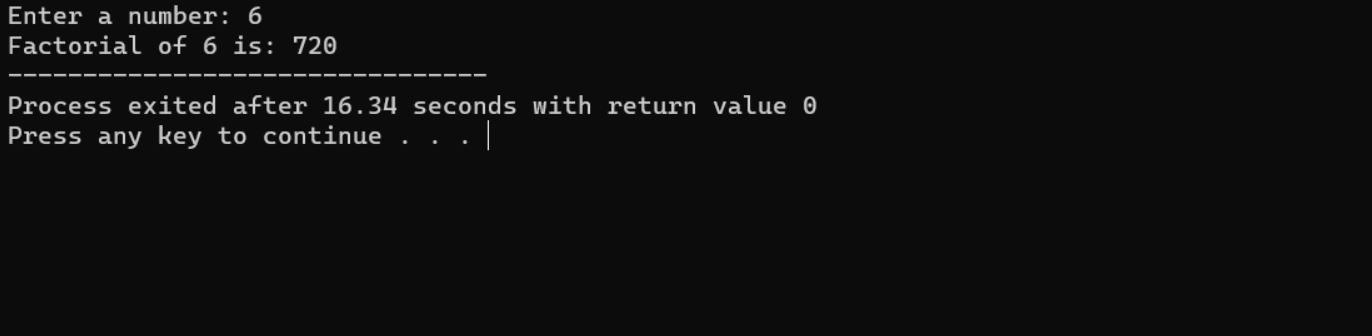 Enter a number: 6
Factorial of 6 is: 720
--------------------------------
Process exited after 16.34 seconds with return value 0
Press any key to continue . . .